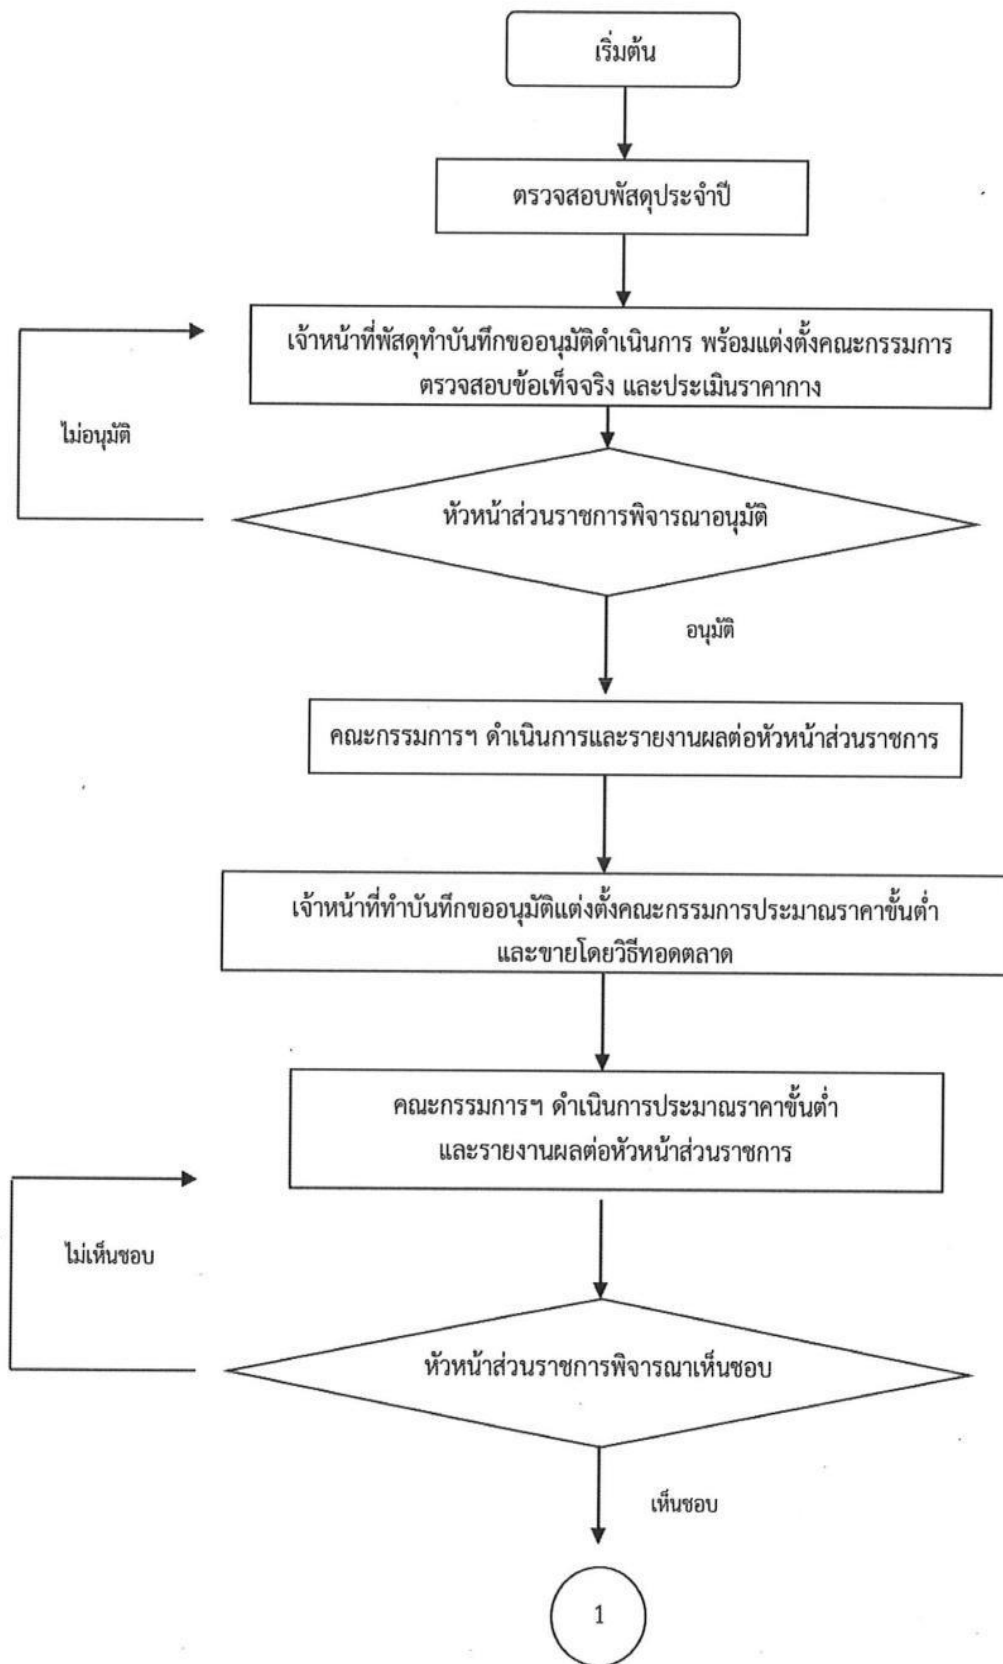 เริ่มต้น
ตรวจสอบพัสดุประจำปี
เจ้าหน้าที่พัสดุทำบันทึกขออนุมัติดำเนินการ พร้อมแต่งตั้งคณะกรรมการ
ตรวจสอบข้อเท็จจริง และประเมินราคากาง
ไม่อนุมัติ
หัวหน้าส่วนราชการพิจารณาอนุมัติ
อนุมัติ
คณะกรรมการฯ ดำเนินการและรายงานผลต่อหัวหน้าส่วนราชการ
เจ้าหน้าที่ทำบันทึกขออนุมัติแต่งตั้งคณะกรรมการประมาณราคาขั้นต่ำ
และขายโดยวิธีทอดตลาด
คณะกรรมการฯ ดำเนินการประมาณราคาขั้นต่ำ
และรายงานผลต่อหัวหน้าส่วนราชการ
ไม่เห็นชอบ
หัวหน้าส่วนราชการพิจารณาเห็นชอบ
เห็นชอบ
1